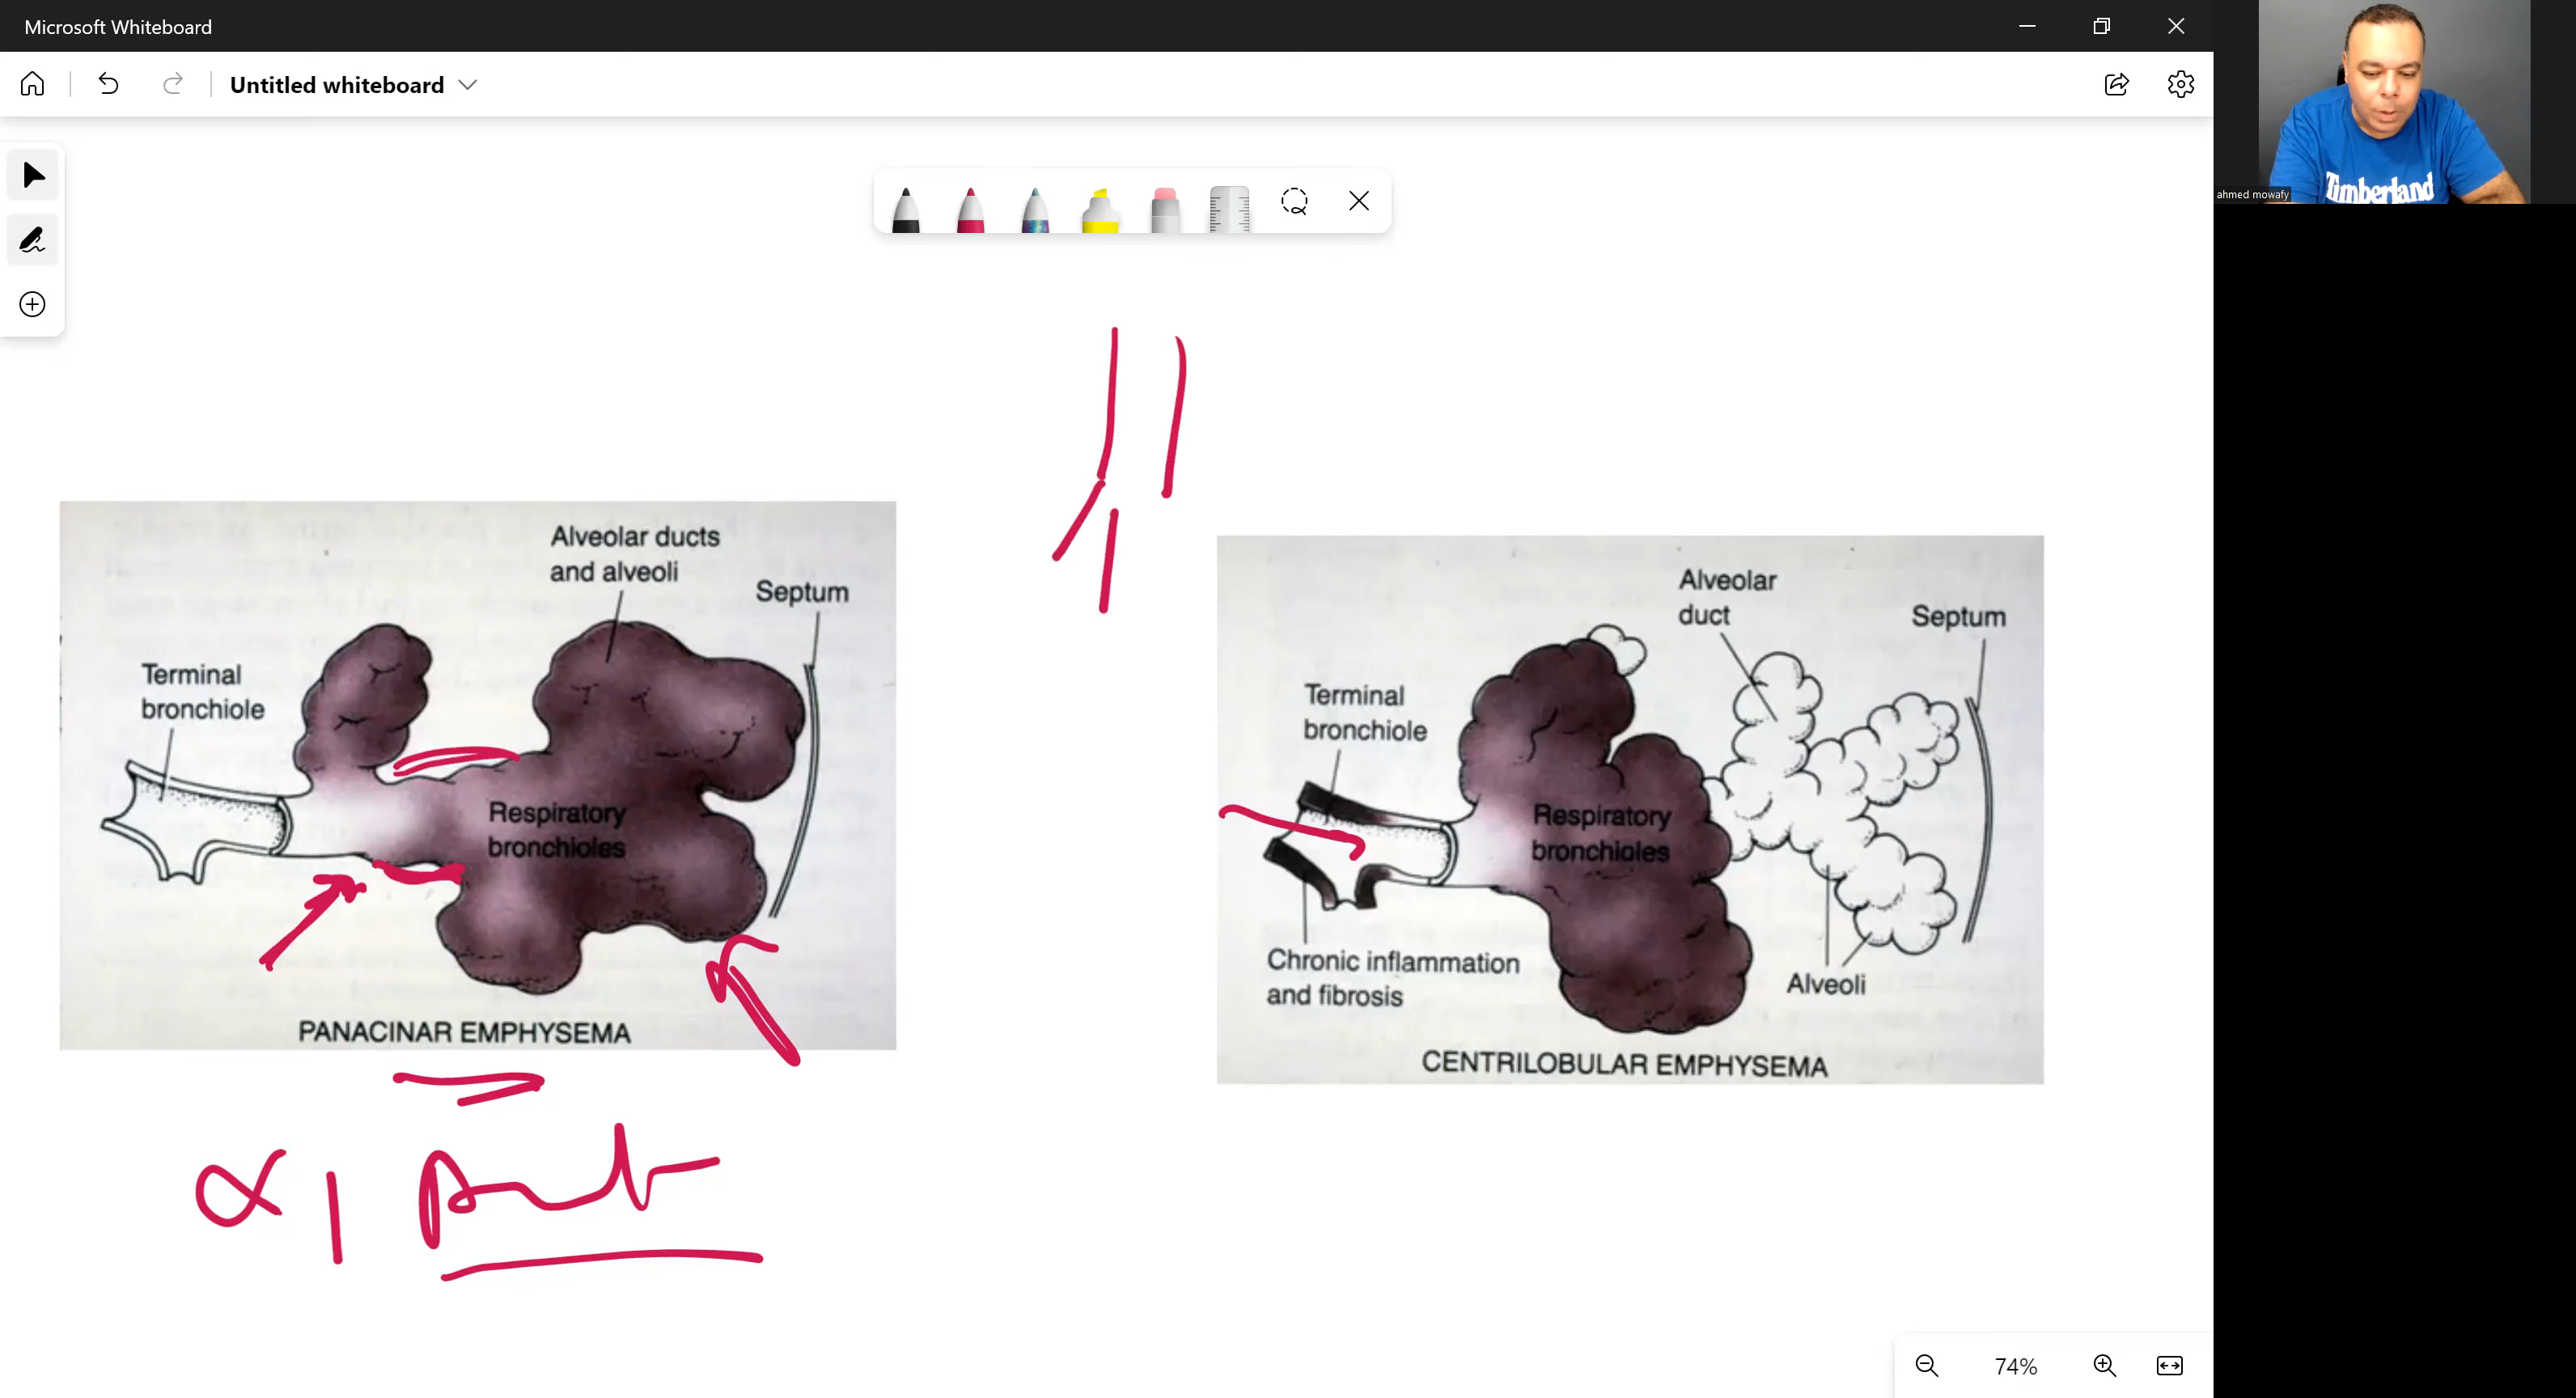 Microsoft Whiteboard
Untitled whiteboard
ahmed mowafy
Timberland
Alveolar ducts
and alveoli
Septum
Terminal
bronchiole
Respiratory
bronchioles
PANACINAR EMPHYSEMA
α1
Alveolar
duct
Septum
Terminal
bronchiole
Respiratory
bronchioles
Chronic inflammation
and fibrosis
Alveoli
CENTRILOBULAR EMPHYSEMA
74%